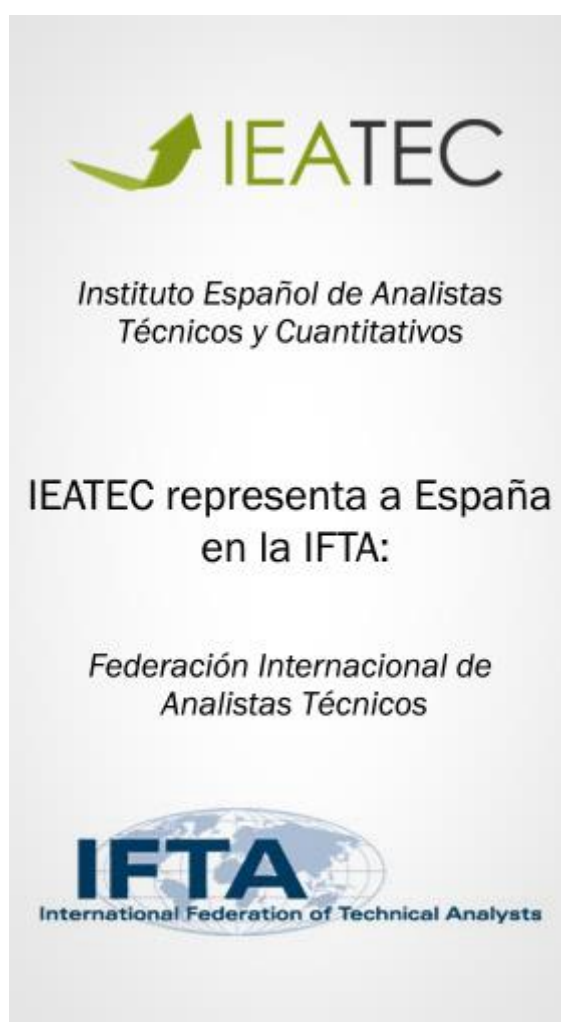 IEATEC
Instituto Español de Analistas
Técnicos y Cuantitativos
IEATEC representa a España
en la IFTA:
Federación Internacional de
Analistas Técnicos
IFTA
International Federation of Technical Analysts